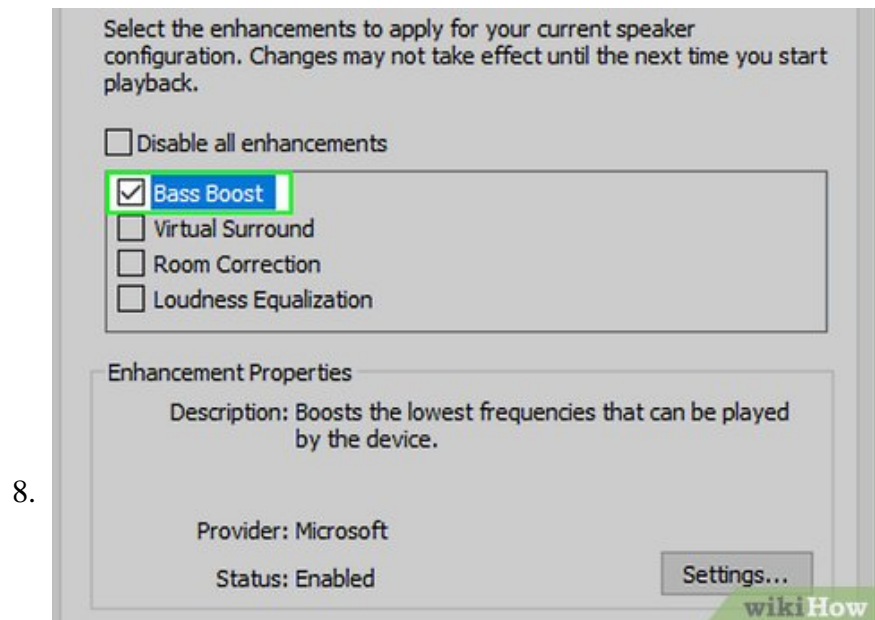 Select the enhancements to apply for your current speaker
configuration. Changes may not take effect until the next time you start
playback.
Disable all enhancements
Bass Boost
Virtual Surround
Room Correction
Loudness Equalization
Enhancement Properties
Description: Boosts the lowest frequencies that can be played
by the device.
8.
Provider: Microsoft
Status: Enabled
Settings...
wikiHow